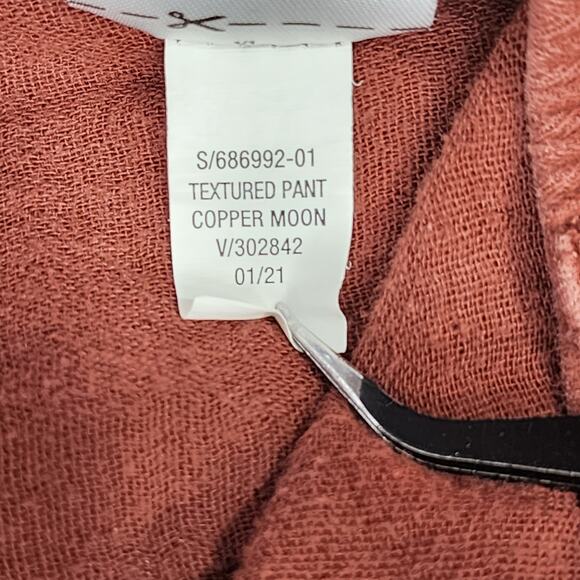 S/686992-01
TEXTURED PANT
COPPER MOON
V/302842
01/21